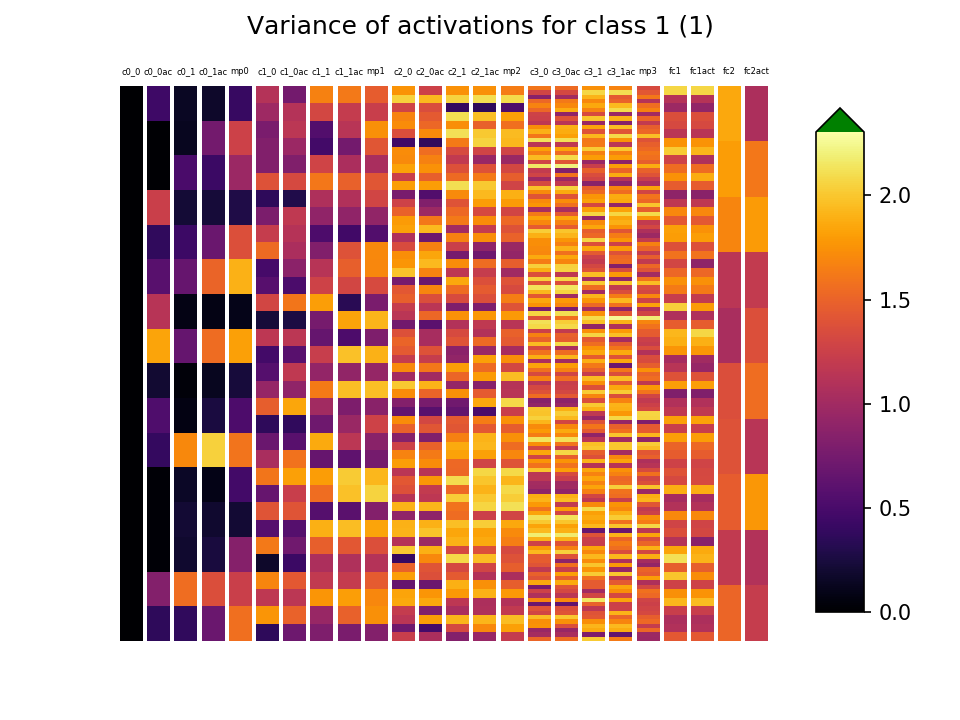 Variance of activations for class 1 (1)
c0_0 c0_0ac c0_1 c0_1ac mp0 c1_0 c1_0ac c1_1 c1_1ac mp1 c2_0 c2_0ac c2_1 c2_1ac mp2 c3_0 c3_0ac c3_1 c3_1ac mp3 fc1 fc1act fc2 fc2act
2.0
1.5
1.0
0.5
0.0